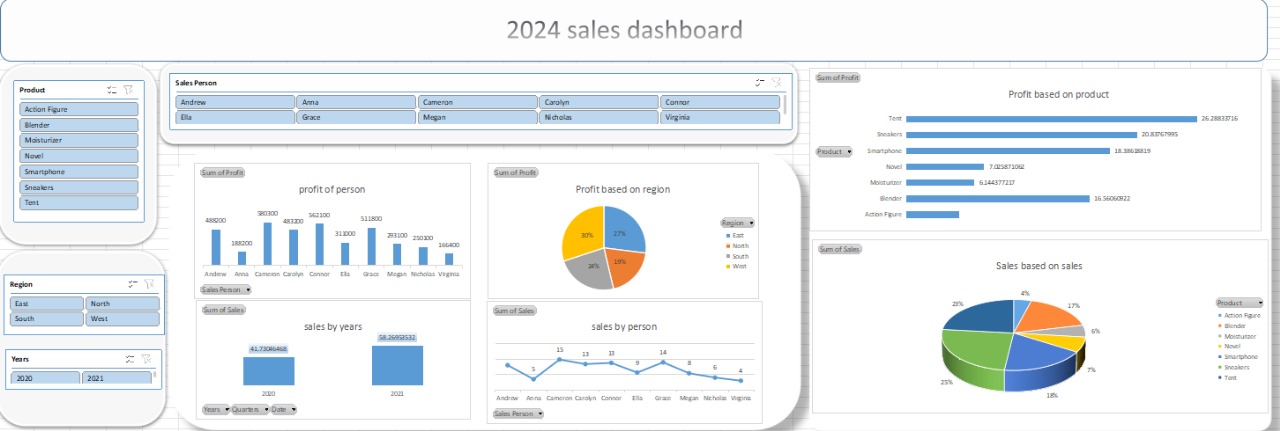 2024 sales dashboard
Product
Action Figure
Blender
Moisturizer
Novel
Smartphone
Sneakers
Tent
Sales Person
Andrew Anna Cameron Carolyn Connor
Ella Grace Megan Nicholas Virginia
Region
East North
South West
Years
2020 2021
Sum of Profit
profit of person
488200 188200 580300 483200 562100 311000 511800 293100 250100 166400
Andrew Anna Cameron Carolyn Connor Ella Grace Megan Nicholas Virginia
Sales Person
Sum of Profit
Profit based on region
30% 27%
24% 19%
Region
East
North
South
West
Sum of Sales
sales by years
41.73046468 58.26953532
2020 2021
Years Quarters Date
Sum of Sales
sales by person
5 15 13 13 9 14 8 6 4
Andrew Anna Cameron Carolyn Connor Ella Grace Megan Nicholas Virginia
Sales Person
Sum of Profit
Profit based on product
Product
Tent 26.28833716
Sneakers 20.83767995
Smartphone 18.38618819
Novel 7.025871062
Moisturizer 6.144377217
Blender 16.56060922
Action Figure
Sum of Sales
Sales based on sales
4%
17%
6%
7%
18%
25%
23%
Product
Action Figure
Blender
Moisturizer
Novel
Smartphone
Sneakers
Tent